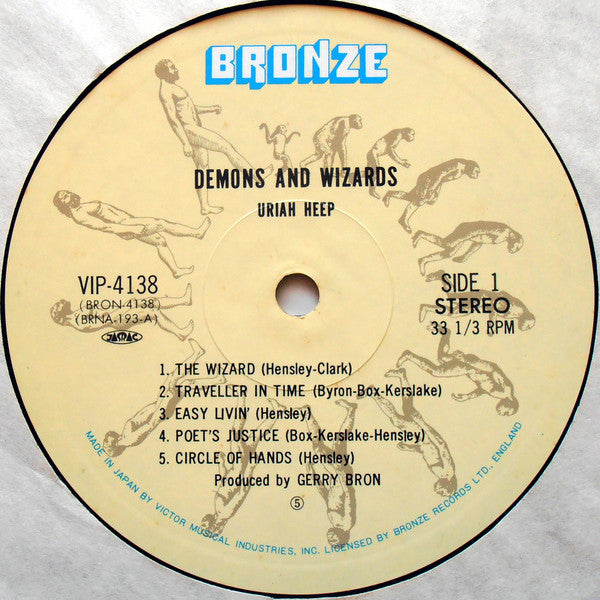 BRONZE
DEMONS AND WIZARDS
URIAH HEEP
VIP-4138
(BRON-4138)
(BRNA-193-A)
JASRAC
SIDE 1
STEREO
33 1/3 RPM
1. THE WIZARD (Hensley-Clark)
2. TRAVELLER IN TIME (Byron-Box-Kerslake)
3. EASY LIVIN' (Hensley)
4. POET'S JUSTICE (Box-Kerslake-Hensley)
5. CIRCLE OF HANDS (Hensley)
Produced by GERRY BRON
⑤
MADE IN JAPAN BY VICTOR MUSICAL INDUSTRIES, INC. LICENSED BY BRONZE RECORDS LTD., ENGLAND